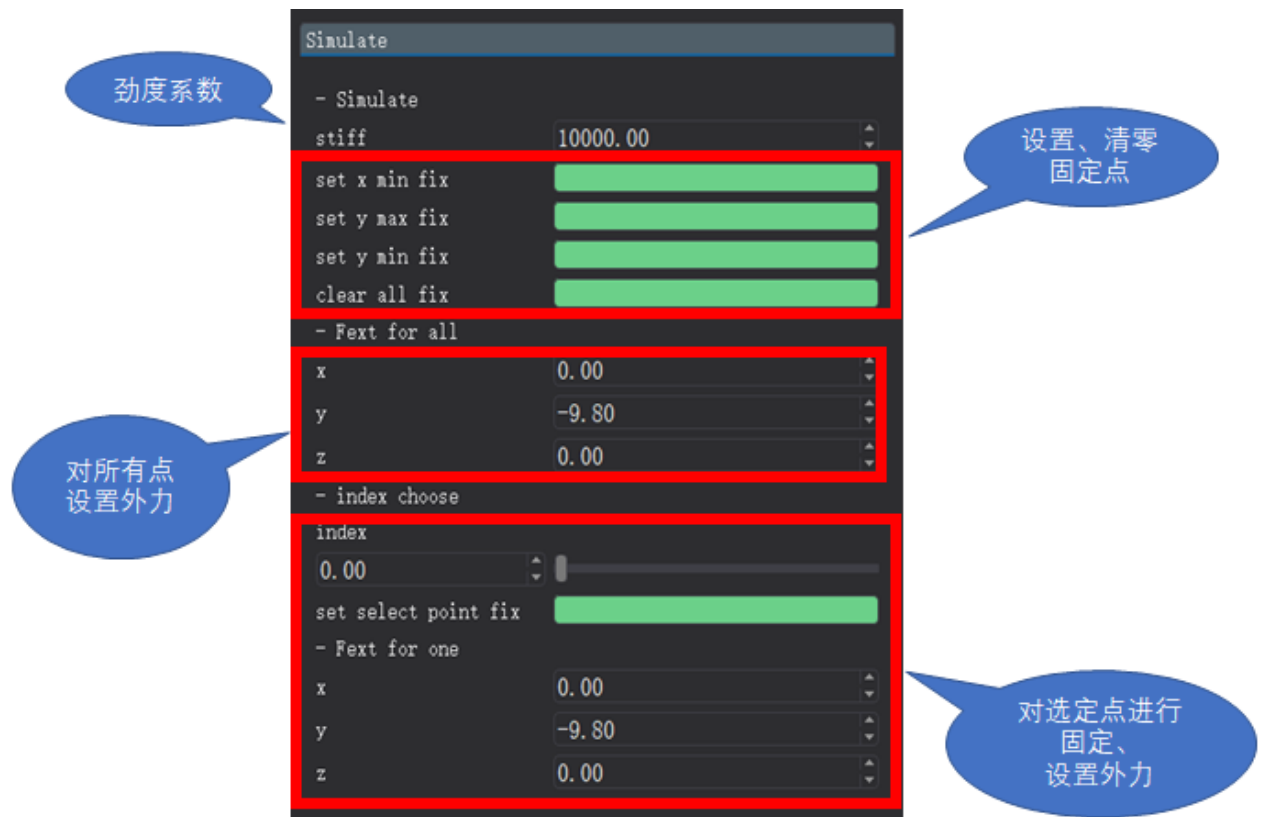 Simulate
劲度系数
- Simulate
stiff 10000.00
设置、清零
固定点
set x min fix
set y max fix
set y min fix
clear all fix
- Fext for all
x 0.00
y -9.80
z 0.00
对所有点
设置外力
- index choose
index
0.00
set select point fix
- Fext for one
x 0.00
y -9.80
z 0.00
对选定点进行
固定、
设置外力